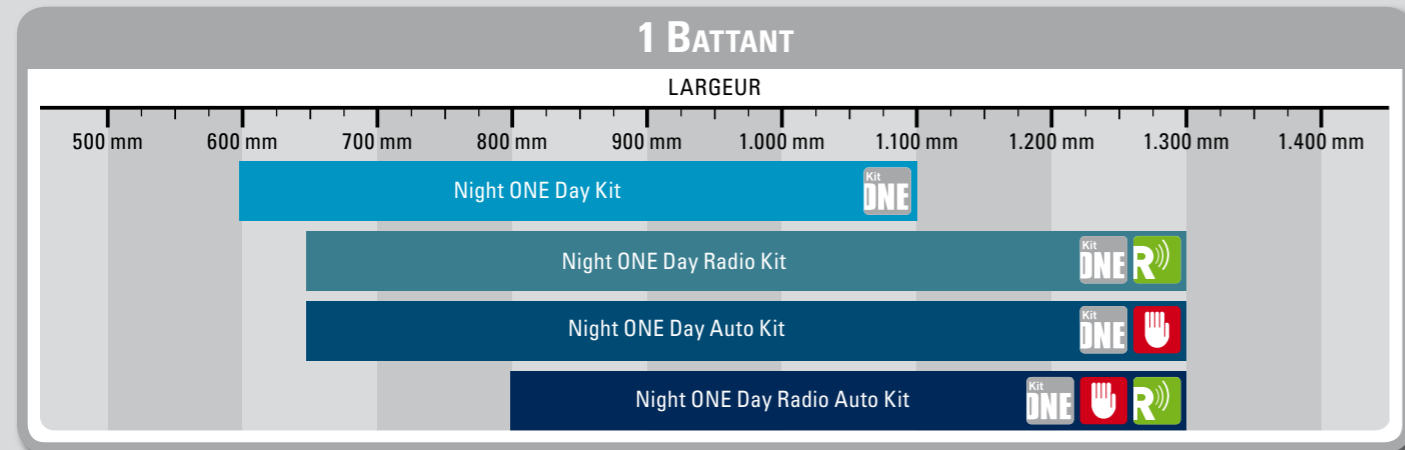 1 BATTANT
LARGEUR
500 mm 600 mm 700 mm 800 mm 900 mm 1.000 mm 1.100 mm 1.200 mm 1.300 mm 1.400 mm
Night ONE Day Kit Kit ONE
Night ONE Day Radio Kit Kit ONE R
Night ONE Day Auto Kit Kit ONE
Night ONE Day Radio Auto Kit Kit ONE R